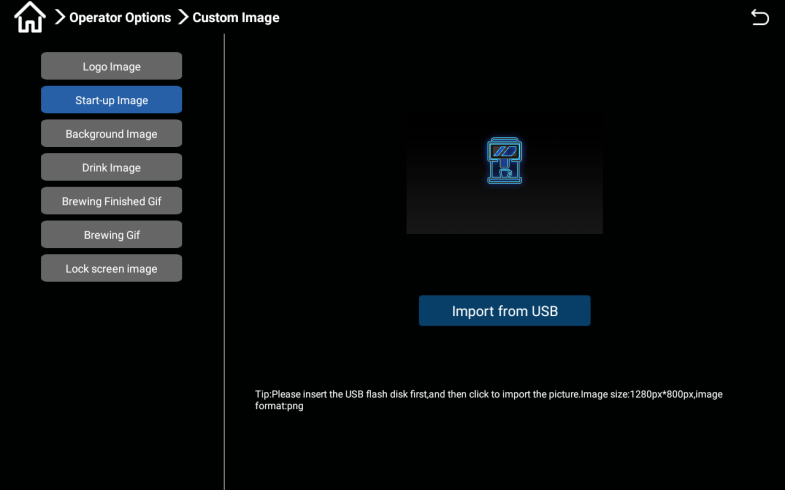 Operator Options
Custom Image
Logo Image
Start-up Image
Background Image
Drink Image
Brewing Finished Gif
Brewing Gif
Lock screen image
Import from USB
Tip:Please insert the USB flash disk first,and then click to import the picture.Image size:1280px*800px,image
format:png